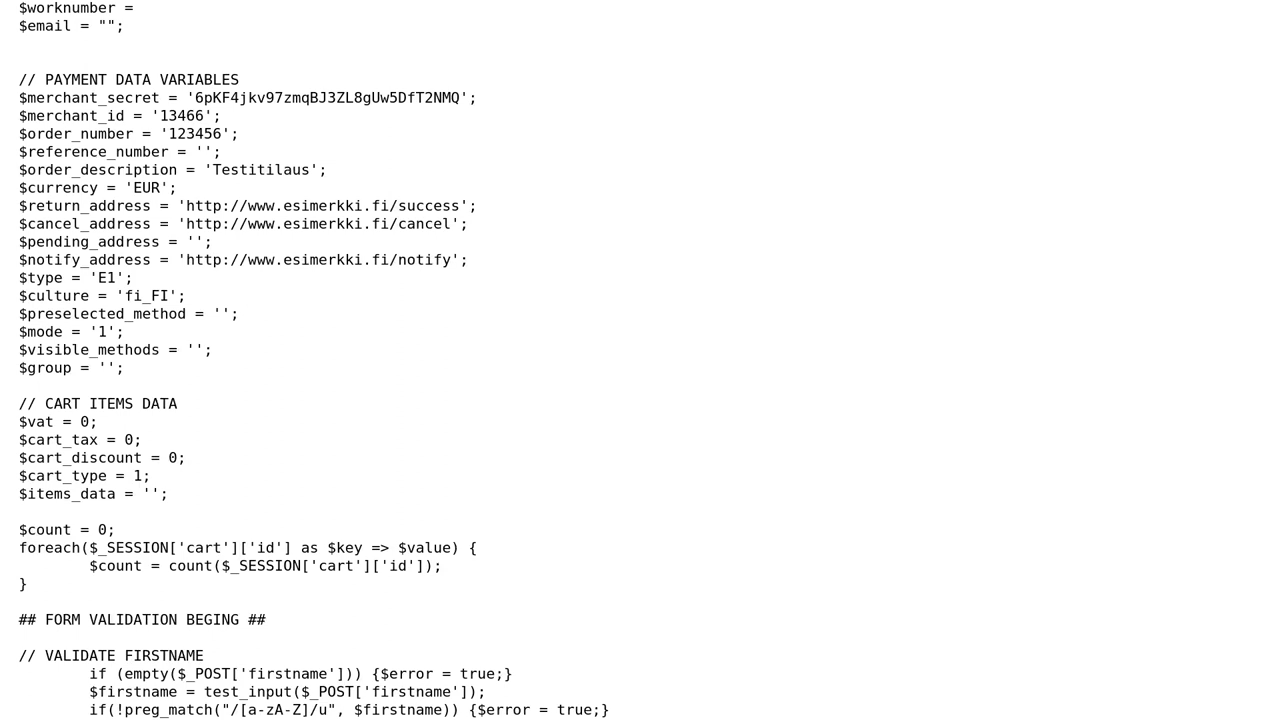 $worknumber =
$email = "";
// PAYMENT DATA VARIABLES
$merchant_secret = '6pKF4jkv97zmqBJ3ZL8gUw5DfT2NMQ';
$merchant_id = '13466';
$order_number = '123456';
$reference_number = '';
$order_description = 'Testitilaus';
$currency = 'EUR';
$return_address = 'http://www.esimerkki.fi/success';
$cancel_address = 'http://www.esimerkki.fi/cancel';
$pending_address = '';
$notify_address = 'http://www.esimerkki.fi/notify';
$type = 'E1';
$culture = 'fi_FI';
$preselected_method = '';
$mode = '1';
$visible_methods = '';
$group = '';
// CART ITEMS DATA
$vat = 0;
$cart_tax = 0;
$cart_discount = 0;
$cart_type = 1;
$items_data = '';
$count = 0;
foreach($_SESSION['cart']['id'] as $key => $value) {
$count = count($_SESSION['cart']['id']);
}
## FORM VALIDATION BEGING ##
// VALIDATE FIRSTNAME
if (empty($_POST['firstname'])) {$error = true;}
$firstname = test_input($_POST['firstname']);
if(!preg_match("/[a-zA-Z]/u", $firstname)) {$error = true;}